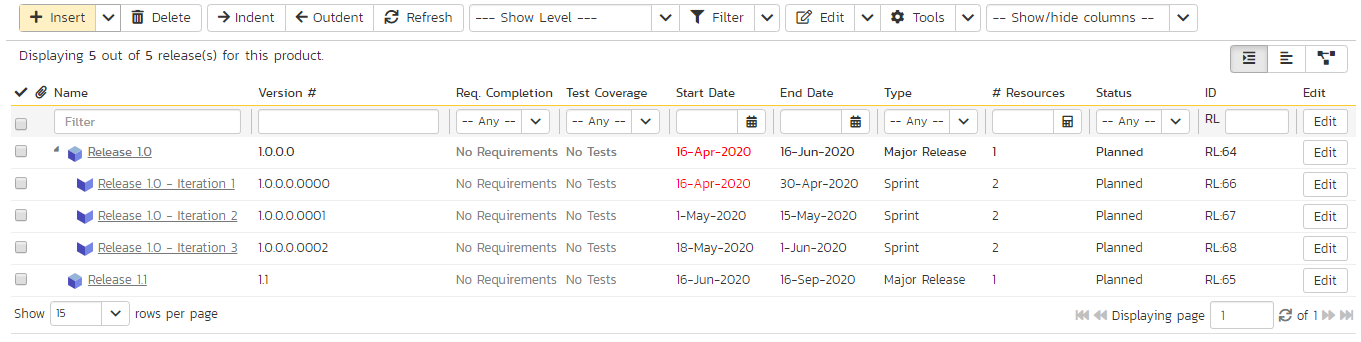 Insert Delete Indent Outdent Refresh --- Show Level --- Filter Edit Tools -- Show/hide columns --
Displaying 5 out of 5 release(s) for this product.
Name Version # Req. Completion Test Coverage Start Date End Date Type # Resources Status ID Edit
Filter -- Any -- -- Any -- -- Any -- -- Any -- RL Edit
Release 1.0 1.0.0.0 No Requirements No Tests 16-Apr-2020 16-Jun-2020 Major Release 1 Planned RL:64 Edit
Release 1.0 - Iteration 1 1.0.0.0.0000 No Requirements No Tests 16-Apr-2020 30-Apr-2020 Sprint 2 Planned RL:66 Edit
Release 1.0 - Iteration 2 1.0.0.0.0001 No Requirements No Tests 1-May-2020 15-May-2020 Sprint 2 Planned RL:67 Edit
Release 1.0 - Iteration 3 1.0.0.0.0002 No Requirements No Tests 18-May-2020 1-Jun-2020 Sprint 2 Planned RL:68 Edit
Release 1.1 1.1 No Requirements No Tests 16-Jun-2020 16-Sep-2020 Major Release 1 Planned RL:65 Edit
Show 15 rows per page Displaying page 1 of 1